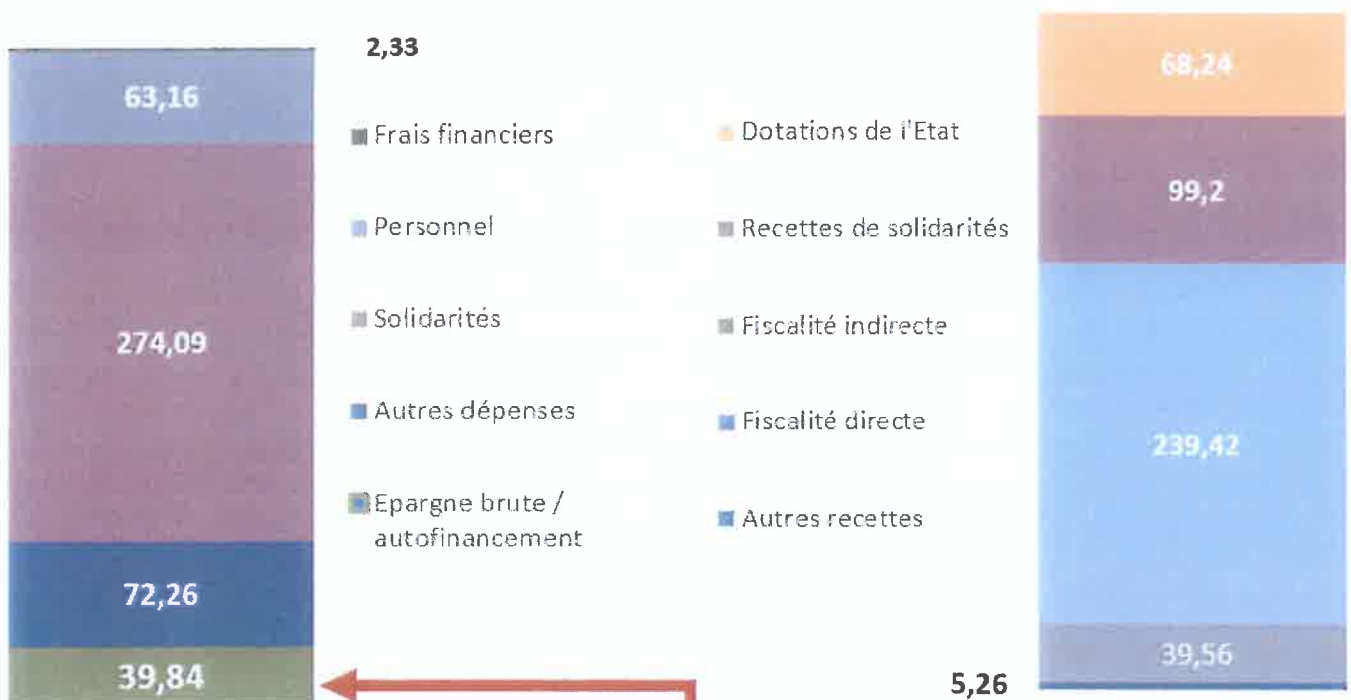 2,33
63,16
274,09
72,26
39,84
Frais financiers
Personnel
Solidarités
Autres dépenses
Epargne brute /
autofinancement
Dotations de l'Etat
Recettes de solidarités
Fiscalité indirecte
Fiscalité directe
Autres recettes
68,24
99,2
239,42
39,56
5,26